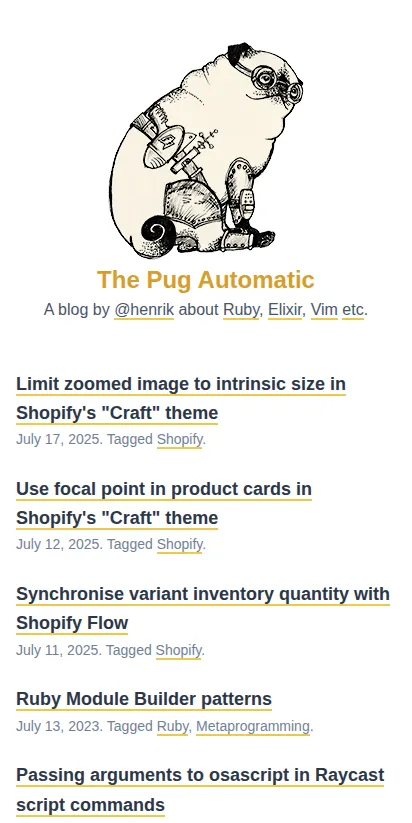 The Pug Automatic
A blog by @henrik about Ruby, Elixir, Vim etc.
Limit zoomed image to intrinsic size in
Shopify's "Craft" theme
July 17, 2025. Tagged Shopify.
Use focal point in product cards in
Shopify's "Craft" theme
July 12, 2025. Tagged Shopify.
Synchronise variant inventory quantity with
Shopify Flow
July 11, 2025. Tagged Shopify.
Ruby Module Builder patterns
July 13, 2023. Tagged Ruby, Metaprogramming.
Passing arguments to osascript in Raycast
script commands